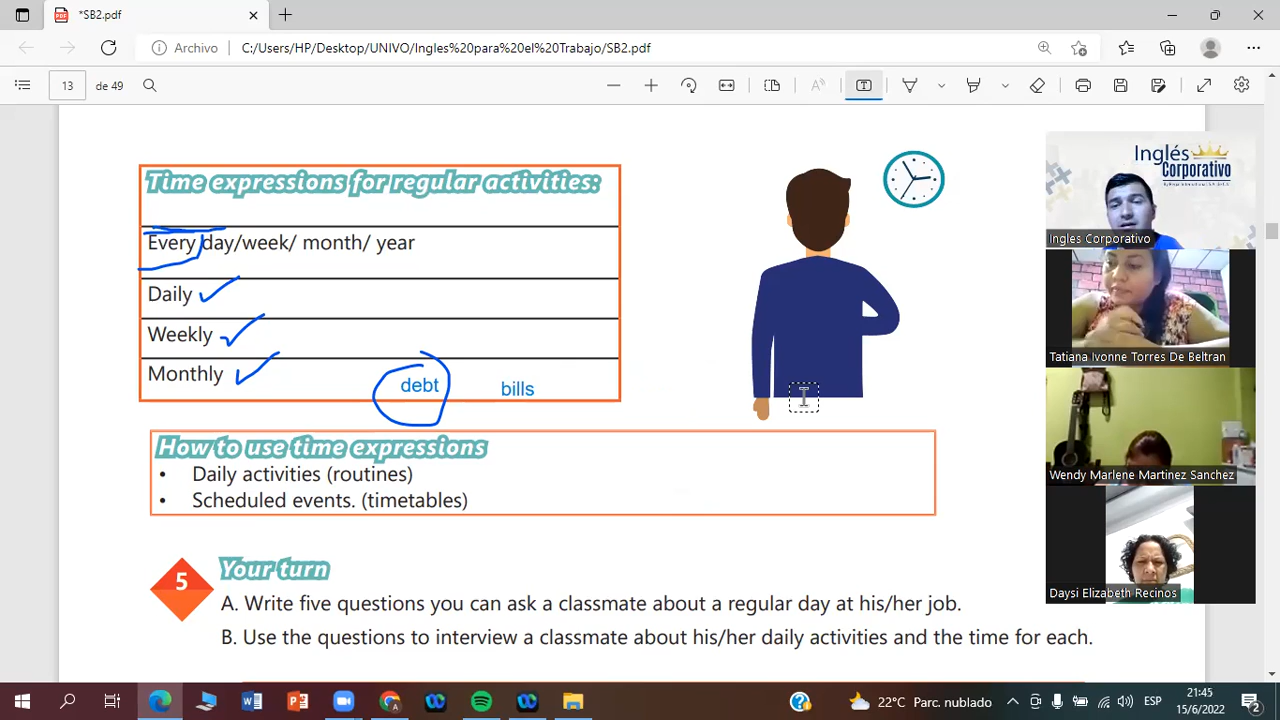 *SB2.pdf
Archivo
C:/Users/HP/Desktop/UNIVO/Ingles%20para%20el%20Trabajo/SB2.pdf
13 de 49
Time expressions for regular activities:
Every day/week/ month/ year
Daily
Weekly
Monthly
debt bills
How to use time expressions
• Daily activities (routines)
• Scheduled events. (timetables)
5 Your turn
A. Write five questions you can ask a classmate about a regular day at his/her job.
B. Use the questions to interview a classmate about his/her daily activities and the time for each.
Inglés
Corporativo
Ingles Corporativo
Tatiana Ivonne Torres De Beltran
Wendy Marlene Martinez Sanchez
Daysi Elizabeth Recinos
22°C Parc. nublado
ESP
21:45
15/6/2022
2